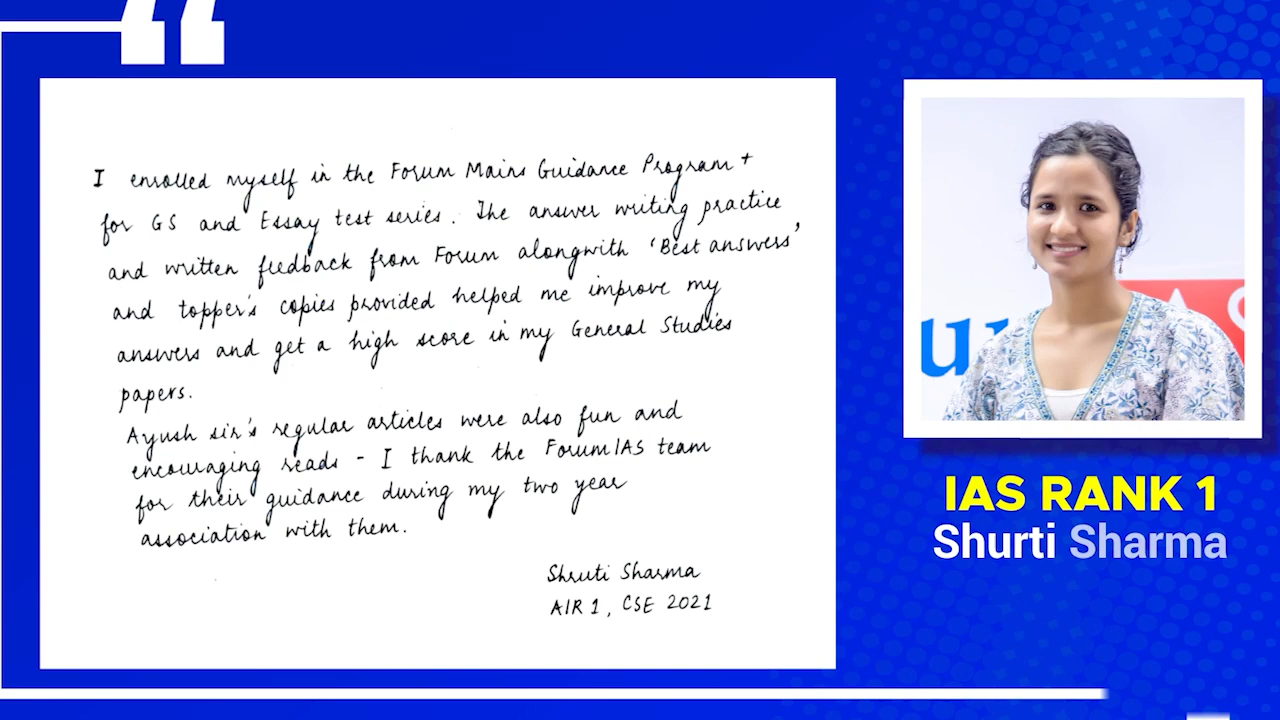 I enrolled myself in the Forum Mains Guidance Program +
for GS and Essay test series. The answer writing practice
and written feedback from Forum alongwith 'Best answers'
and topper's copies provided helped me improve my
answers and get a high score in my General Studies
papers.
Ayush sir's regular articles were also fun and
encouraging reads - I thank the ForumIAS team
for their guidance during my two year
association with them.
Shruti Sharma
AIR 1, CSE 2021
IAS RANK 1
Shurti Sharma